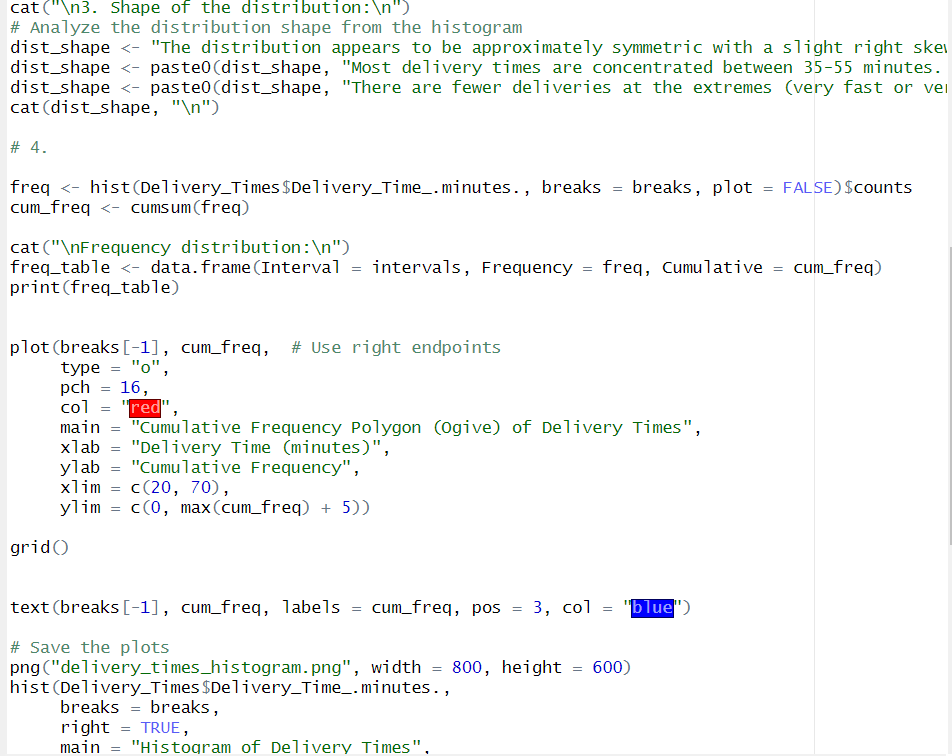 cat("\n3. Shape of the distribution:\n")
# Analyze the distribution shape from the histogram
dist_shape <- "The distribution appears to be approximately symmetric with a slight right
dist_shape <- paste0(dist_shape, "Most delivery times are concentrated between 35-55 minutes.
dist_shape <- paste0(dist_shape, "There are fewer deliveries at the extremes (very fast or
cat(dist_shape, "\n")
# 4.
freq <- hist(Delivery_Times$Delivery_Time_.minutes., breaks = breaks, plot = FALSE)$counts
cum_freq <- cumsum(freq)
cat("\nFrequency distribution:\n")
freq_table <- data.frame(Interval = intervals, Frequency = freq, Cumulative = cum_freq)
print(freq_table)
plot(breaks[-1], cum_freq,  # Use right endpoints
type = "o",
pch = 16,
col = "red",
main = "Cumulative Frequency Polygon (Ogive) of Delivery Times",
xlab = "Delivery Time (minutes)",
ylab = "Cumulative Frequency",
xlim = c(20, 70),
ylim = c(0, max(cum_freq) + 5))
grid()
text(breaks[-1], cum_freq, labels = cum_freq, pos = 3, col = "blue")
# Save the plots
png("delivery_times_histogram.png", width = 800, height = 600)
hist(Delivery_Times$Delivery_Time_.minutes.,
breaks = breaks,
right = TRUE,
main = "Histogram of Delivery Times",